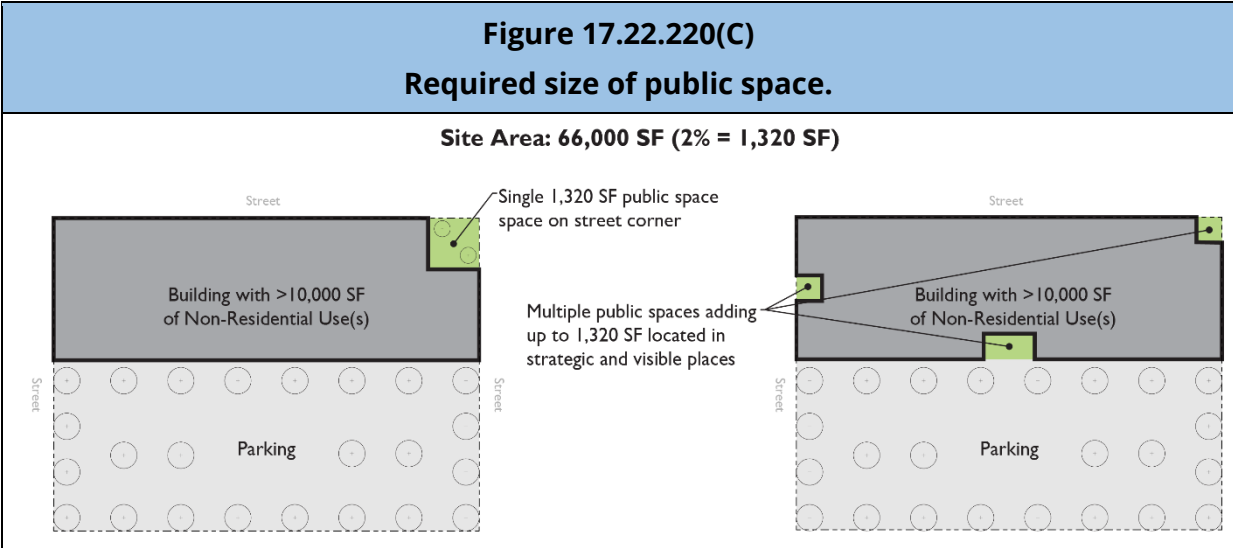 Figure 17.22.220(C)
Required size of public space.
Site Area: 66,000 SF (2% = 1,320 SF)
Street
Single 1,320 SF public space
space on street corner
Building with >10,000 SF
of Non-Residential Use(s)
Street
Street
Parking
Multiple public spaces adding
up to 1,320 SF located in
strategic and visible places
Street
Building with >10,000 SF
of Non-Residential Use(s)
Street
Parking